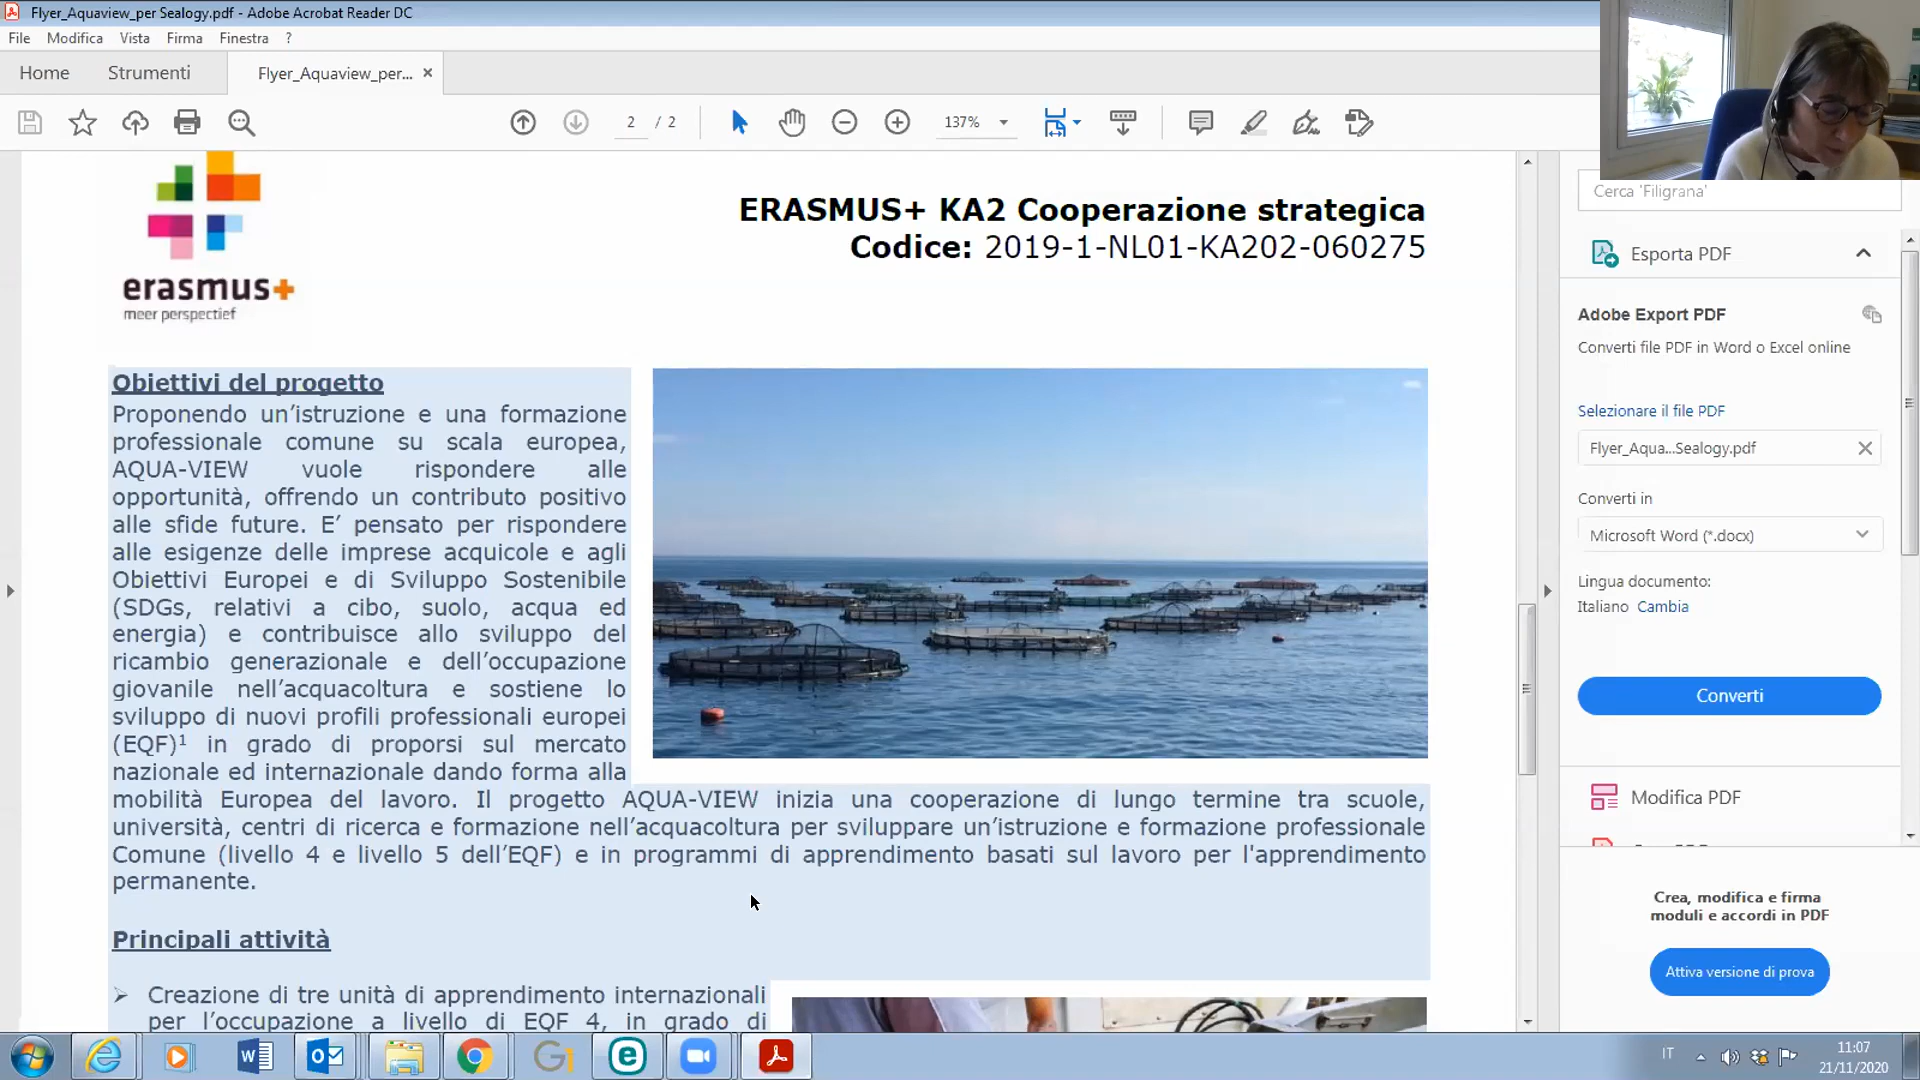 Flyer_Aquaview_per Sealogy.pdf - Adobe Acrobat Reader DC
File Modifica Vista Firma Finestra ?
Home Strumenti Flyer_Aquaview_per... ×
2 / 2 137%
erasmus+
meer perspectief
ERASMUS+ KA2 Cooperazione strategica
Codice: 2019-1-NL01-KA202-060275
Obiettivi del progetto
Proponendo un’istruzione e una formazione
professionale comune su scala europea,
AQUA-VIEW vuole rispondere alle
opportunità, offrendo un contributo positivo
alle sfide future. E’ pensato per rispondere
alle esigenze delle imprese acquicole e agli
Obiettivi Europei e di Sviluppo Sostenibile
(SDGs, relativi a cibo, suolo, acqua ed
energia) e contribuisce allo sviluppo del
ricambio generazionale e dell’occupazione
giovanile nell’acquacoltura e sostiene lo
sviluppo di nuovi profili professionali europei
(EQF)¹ in grado di proporsi sul mercato
nazionale ed internazionale dando forma alla
mobilità Europea del lavoro. Il progetto AQUA-VIEW inizia una cooperazione di lungo termine tra scuole,
università, centri di ricerca e formazione nell’acquacoltura per sviluppare un’istruzione e formazione professionale
Comune (livello 4 e livello 5 dell’EQF) e in programmi di apprendimento basati sul lavoro per l'apprendimento
permanente.
Principali attività
➢ Creazione di tre unità di apprendimento internazionali
per l’occupazione a livello di EQF 4, in grado di
Cerca 'Filigrana'
Esporta PDF
Adobe Export PDF
Converti file PDF in Word o Excel online
Selezionare il file PDF
Flyer_Aqua...Sealogy.pdf
Converti in
Microsoft Word (*.docx)
Lingua documento:
Italiano Cambia
Converti
Modifica PDF
Crea, modifica e firma
moduli e accordi in PDF
Attiva versione di prova
IT
11:07
21/11/2020